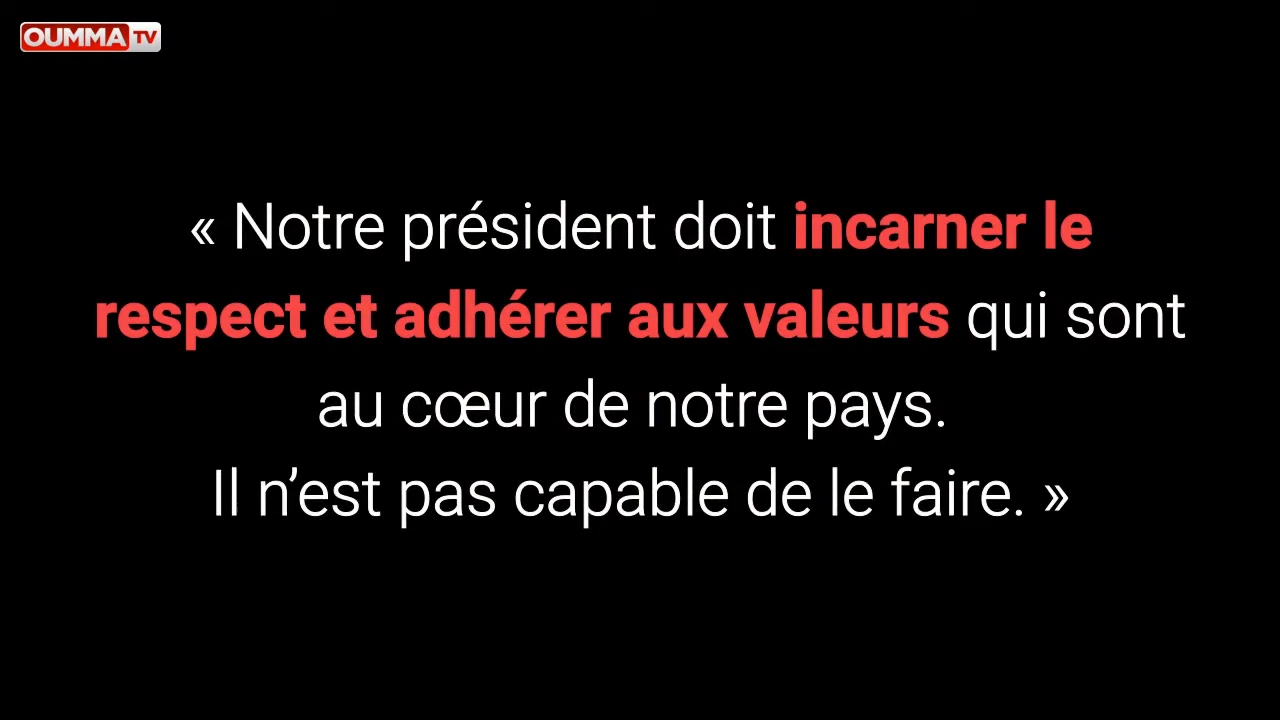 OUMMA TV
« Notre président doit incarner le
respect et adhérer aux valeurs qui sont
au cœur de notre pays.
Il n’est pas capable de le faire. »